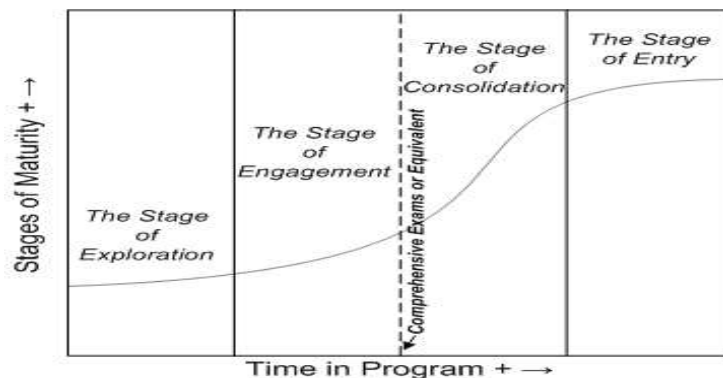 Stages of Maturity + →
The Stage
of
Exploration
The Stage
of
Engagement
Comprehensive Exams or Equivalent
The Stage
of
Consolidation
The Stage
of Entry
Time in Program + →